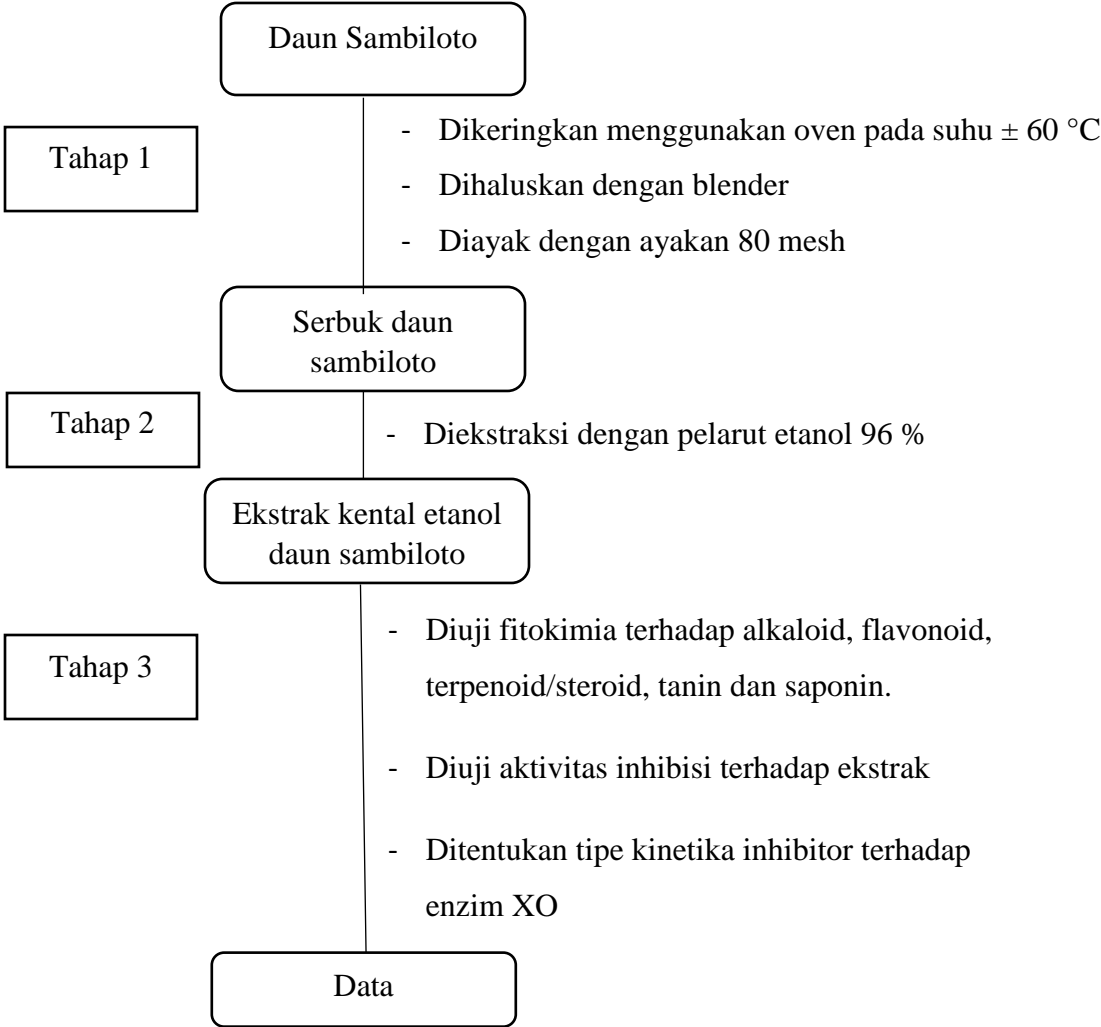 Daun Sambiloto
Tahap 1
- Dikeringkan menggunakan oven pada suhu ± 60 °C
- Dihaluskan dengan blender
- Diayak dengan ayakan 80 mesh
Serbuk daun
sambiloto
Tahap 2
- Diekstraksi dengan pelarut etanol 96 %
Ekstrak kental etanol
daun sambiloto
Tahap 3
- Diuji fitokimia terhadap alkaloid, flavonoid,
terpenoid/steroid, tanin dan saponin.
- Diuji aktivitas inhibisi terhadap ekstrak
- Ditentukan tipe kinetika inhibitor terhadap
enzim XO
Data